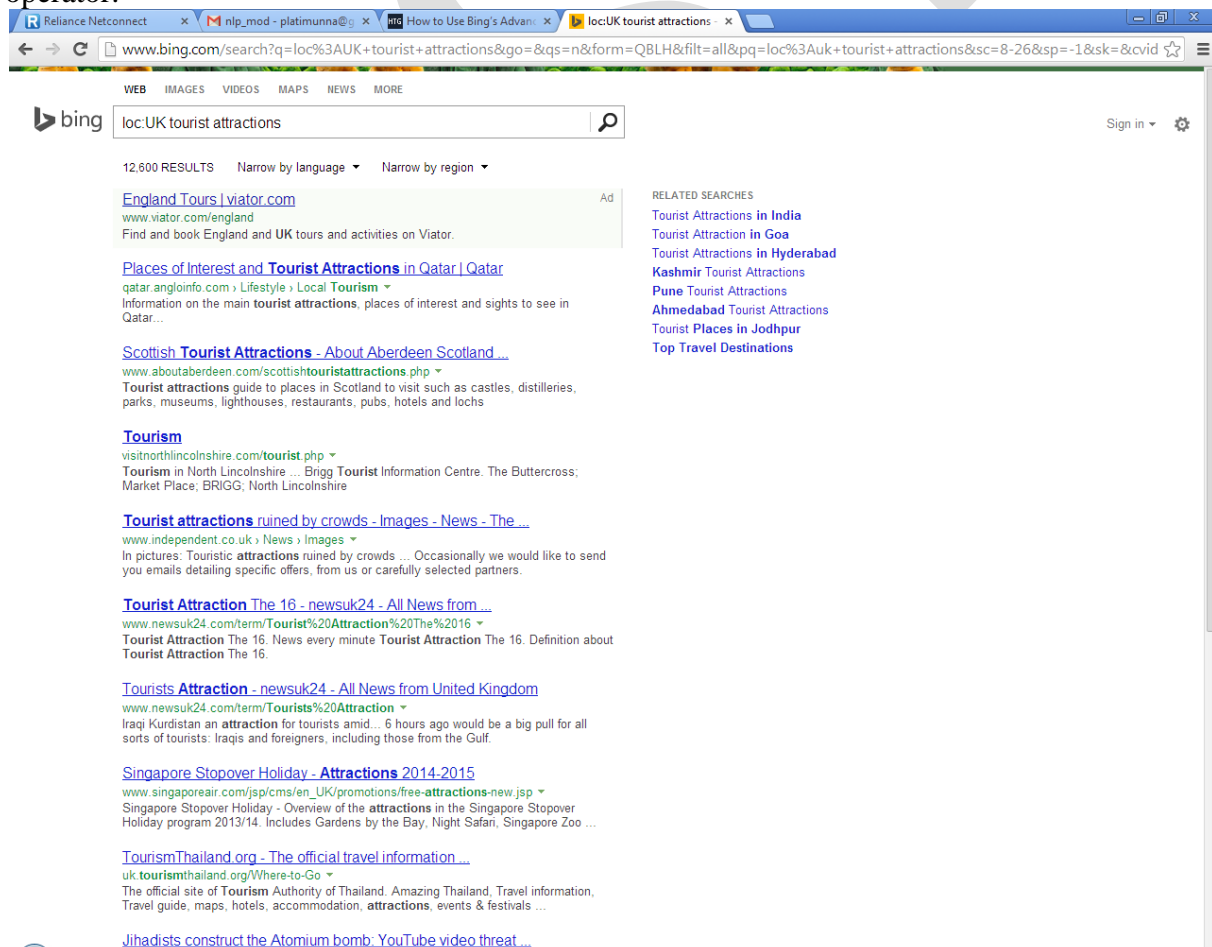 operator.
Reliance Netconnect × nlp_mod - platimunna@g × HTG How to Use Bing's Advanc × loc:UK tourist attractions - ×
www.bing.com/search?q=loc%3AUK+tourist+attractions&go=&qs=n&form=QBLH&filt=all&pq=loc%3Auk+tourist+attractions&sc=8-26&sp=-1&sk=&cvid
WEB IMAGES VIDEOS MAPS NEWS MORE
bing loc:UK tourist attractions Sign in
12,600 RESULTS Narrow by language Narrow by region
England Tours | viator.com Ad
www.viator.com/england
Find and book England and UK tours and activities on Viator.
Places of Interest and Tourist Attractions in Qatar | Qatar
qatar.angloinfo.com › Lifestyle › Local Tourism
Information on the main tourist attractions, places of interest and sights to see in
Qatar...
Scottish Tourist Attractions - About Aberdeen Scotland ...
www.aboutaberdeen.com/scottishtouristattractions.php
Tourist attractions guide to places in Scotland to visit such as castles, distilleries,
parks, museums, lighthouses, restaurants, pubs, hotels and lochs
Tourism
visitnorthlincolnshire.com/tourist.php
Tourism in North Lincolnshire ... Brigg Tourist Information Centre. The Buttercross;
Market Place; BRIGG; North Lincolnshire
Tourist attractions ruined by crowds - Images - News - The ...
www.independent.co.uk › News › Images
In pictures: Touristic attractions ruined by crowds ... Occasionally we would like to send
you emails detailing specific offers, from us or carefully selected partners.
Tourist Attraction The 16 - newsuk24 - All News from ...
www.newsuk24.com/term/Tourist%20Attraction%20The%2016
Tourist Attraction The 16. News every minute Tourist Attraction The 16. Definition about
Tourist Attraction The 16.
Tourists Attraction - newsuk24 - All News from United Kingdom
www.newsuk24.com/term/Tourists%20Attraction
Iraqi Kurdistan an attraction for tourists amid... 6 hours ago would be a big pull for all
sorts of tourists: Iraqis and foreigners, including those from the Gulf.
Singapore Stopover Holiday - Attractions 2014-2015
www.singaporeair.com/jsp/cms/en_UK/promotions/free-attractions-new.jsp
Singapore Stopover Holiday - Overview of the attractions in the Singapore Stopover
Holiday program 2013/14. Includes Gardens by the Bay, Night Safari, Singapore Zoo ...
TourismThailand.org - The official travel information ...
uk.tourismthailand.org/Where-to-Go
The official site of Tourism Authority of Thailand. Amazing Thailand, Travel information,
Travel guide, maps, hotels, accommodation, attractions, events & festivals ...
Jihadists construct the Atomium bomb: YouTube video threat ...
RELATED SEARCHES
Tourist Attractions in India
Tourist Attraction in Goa
Tourist Attractions in Hyderabad
Kashmir Tourist Attractions
Pune Tourist Attractions
Ahmedabad Tourist Attractions
Tourist Places in Jodhpur
Top Travel Destinations